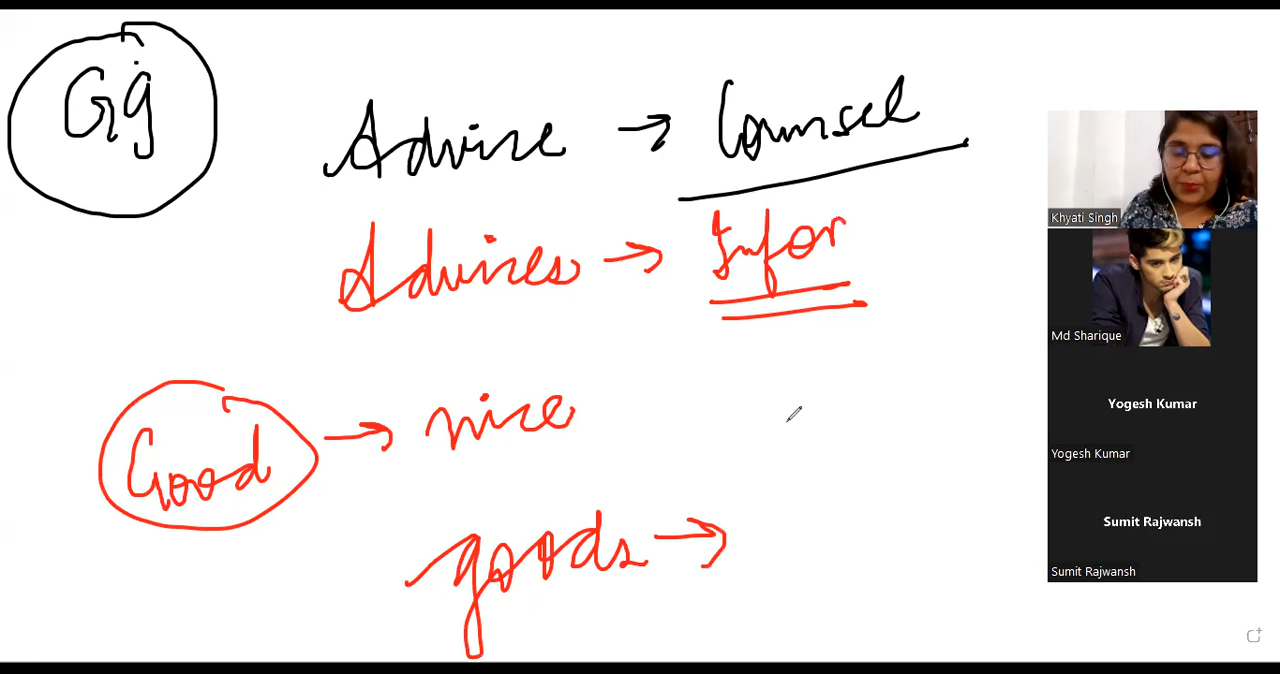 Gg
Advice → Counsel
Advices → Infor
Good → nice
goods →
Khyati Singh
Md Sharique
Yogesh Kumar
Yogesh Kumar
Sumit Rajwansh
Sumit Rajwansh